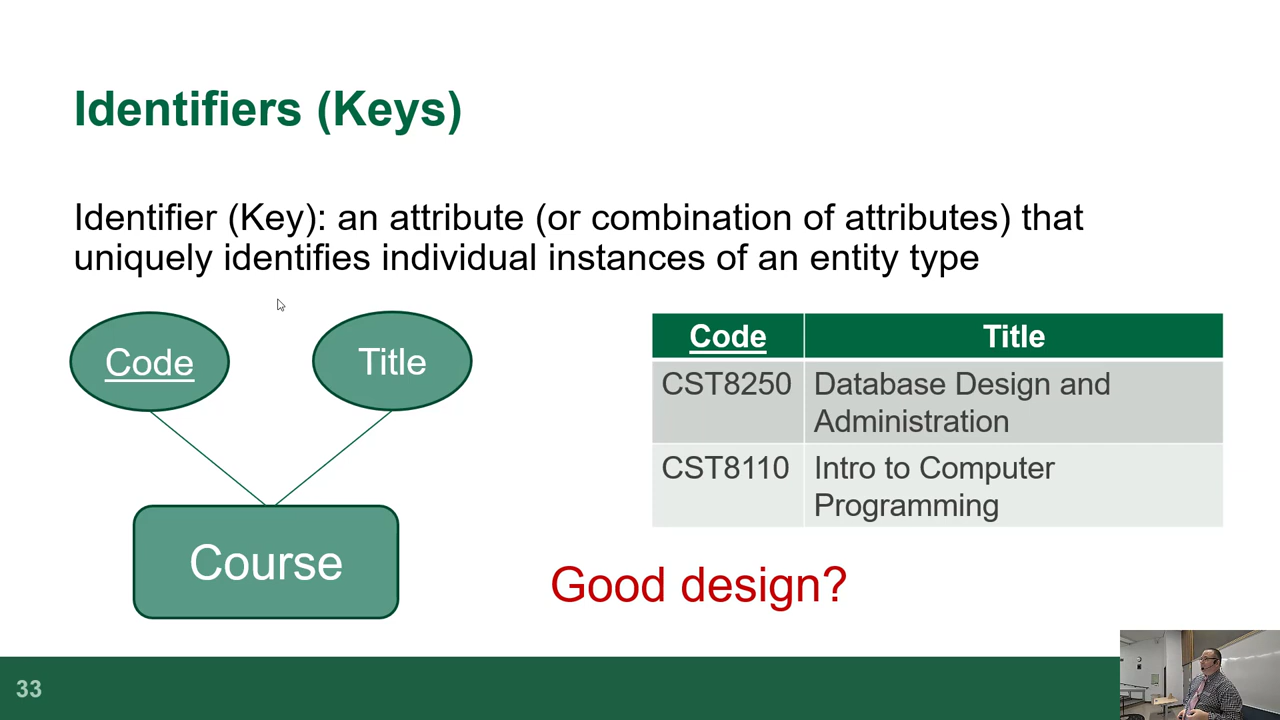 Identifiers (Keys)
Identifier (Key): an attribute (or combination of attributes) that
uniquely identifies individual instances of an entity type
Code
Title
Course
Code Title
CST8250 Database Design and
Administration
CST8110 Intro to Computer
Programming
Good design?
33